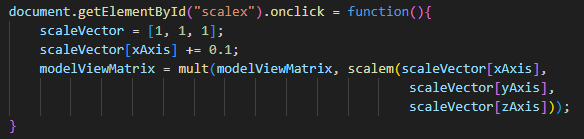 document.getElementById("scalex").onclick = function(){
    scaleVector = [1, 1, 1];
    scaleVector[xAxis] += 0.1;
    modelViewMatrix = mult(modelViewMatrix, scalem(scaleVector[xAxis],
                                                   scaleVector[yAxis],
                                                   scaleVector[zAxis]));
}